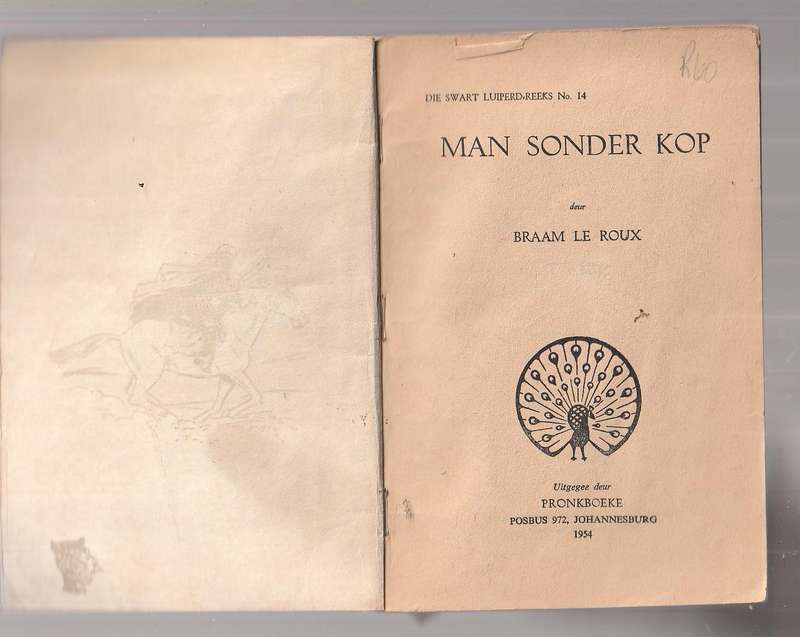 R60
DIE SWART LUIPERD-REEKS No. 14
MAN SONDER KOP
deur
BRAAM LE ROUX
Uitgegee deur
PRONKBOEKE
POSBUS 972, JOHANNESBURG
1954